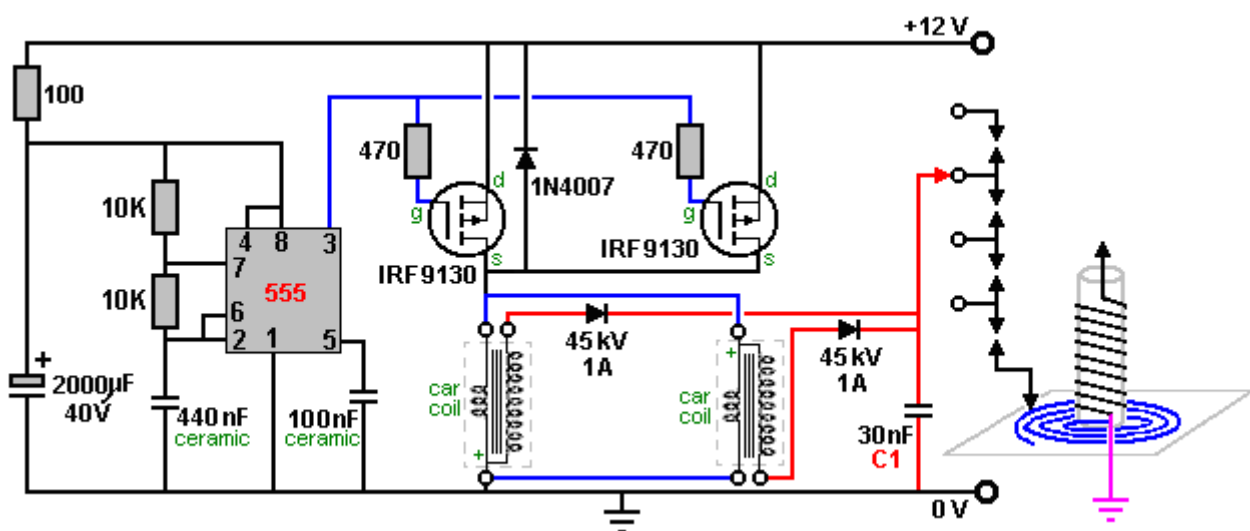 +12 V
100
470
470
d
d
1N4007
10K
g
g
4 8 3
s
s
7
IRF9130
IRF9130
10K
555
6
2 1 5
45 kV
1A
45 kV
1A
+
+
2000µF
40V
car
coil
car
coil
440 nF
ceramic
100nF
ceramic
30nF
C1
+
0 V